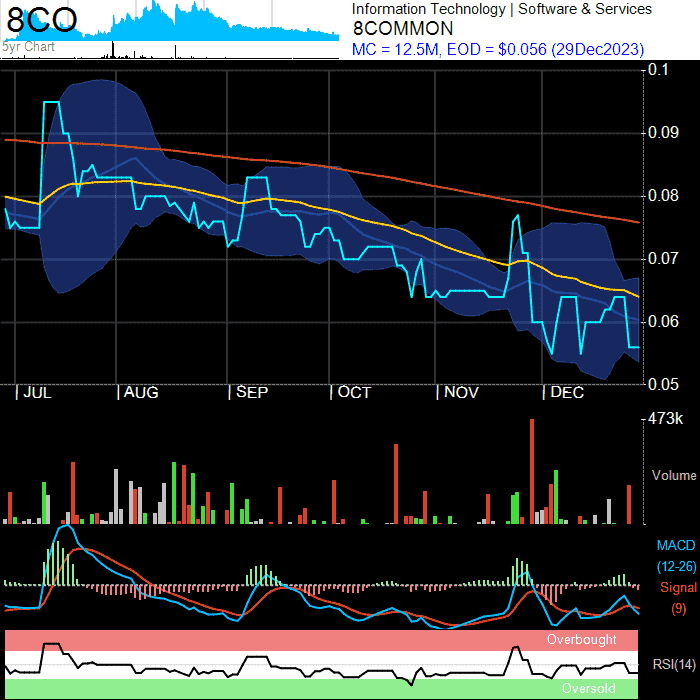 8CO
5yr Chart
Information Technology | Software & Services
8COMMON
MC = 12.5M, EOD = $0.056 (29Dec2023)
0.1
0.09
0.08
0.07
0.06
0.05
| JUL | AUG | SEP | OCT | NOV | DEC
473k
Volume
MACD
(12-26)
Signal
(9)
Overbought
RSI(14)
Oversold